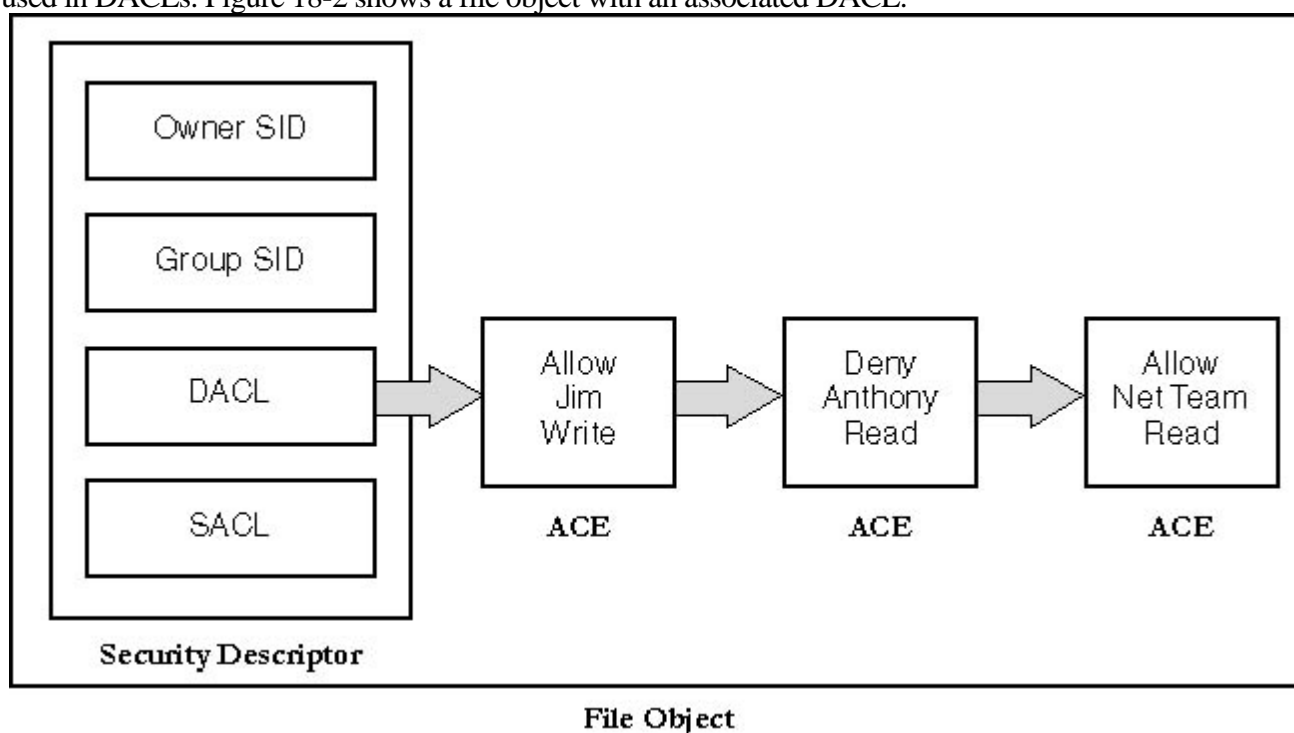 used in DACEs. Figure 18-2 shows a file object with an associated DACL.
Owner SID
Group SID
DACL
SACL
Security Descriptor
Allow
Jim
Write
ACE
Deny
Anthony
Read
ACE
Allow
Net Team
Read
ACE
File Object